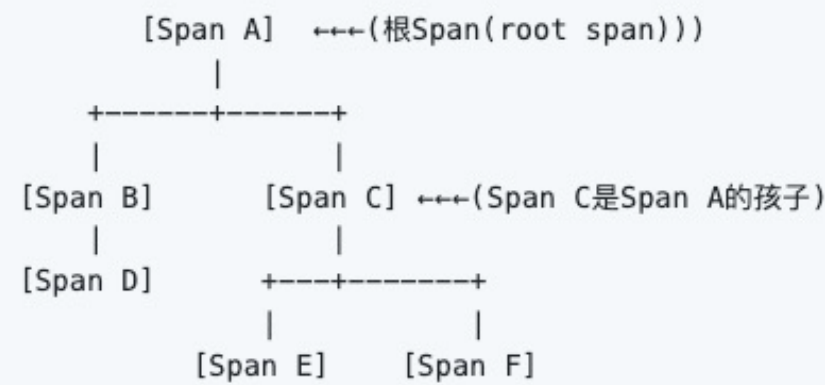 [Span A] ←←←(根Span(root span)))
|
+------+------+
| |
[Span B] [Span C] ←←←(Span C是Span A的孩子)
| |
[Span D] +---+-------+
| |
[Span E] [Span F]